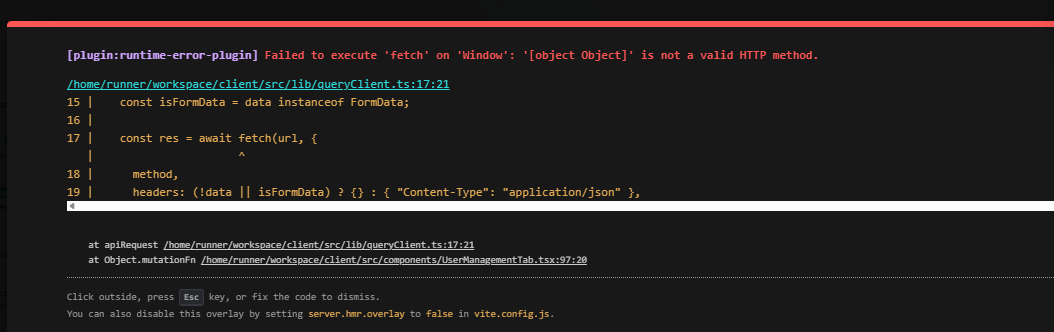 [plugin:runtime-error-plugin] Failed to execute 'fetch' on 'Window': '[object Object]' is not a valid HTTP method.
/home/runner/workspace/client/src/lib/queryClient.ts:17:21
15 |    const isFormData = data instanceof FormData;
16 |
17 |    const res = await fetch(url, {
   |                      ^
18 |      method,
19 |      headers: (!data || isFormData) ? {} : { "Content-Type": "application/json" },
at apiRequest /home/runner/workspace/client/src/lib/queryClient.ts:17:21
at Object.mutationFn /home/runner/workspace/client/src/components/UserManagementTab.tsx:97:20
Click outside, press Esc key, or fix the code to dismiss.
You can also disable this overlay by setting server.hmr.overlay to false in vite.config.js.